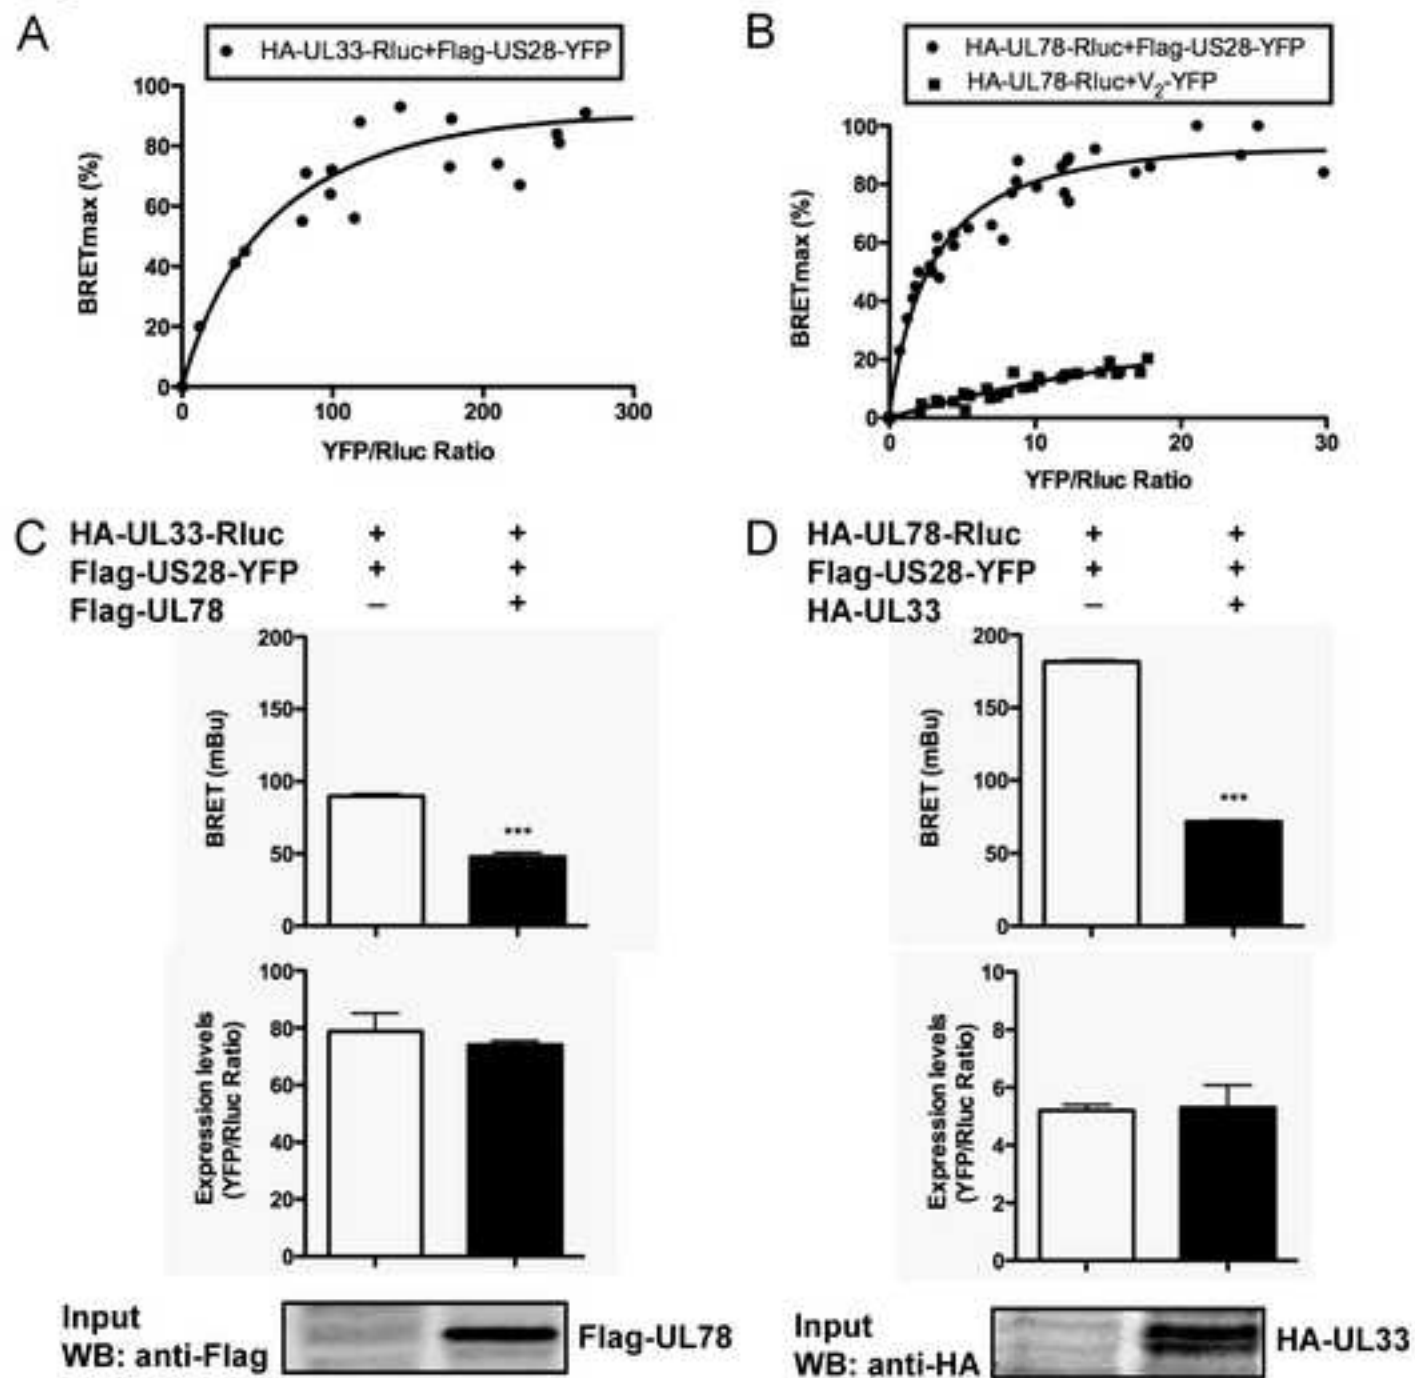 A
HA-UL33-Rluc+Flag-US28-YFP
100
80
60
40
20
0
0 100 200 300
BRETmax (%)
YFP/Rluc Ratio
B
HA-UL78-Rluc+Flag-US28-YFP
HA-UL78-Rluc+V2-YFP
100
80
60
40
20
0
0 10 20 30
BRETmax (%)
YFP/Rluc Ratio
C
HA-UL33-Rluc + +
Flag-US28-YFP + +
Flag-UL78 − +
200
150
100
50
0
BRET (mBu)
***
100
80
60
40
20
0
Expression levels
(YFP/Rluc Ratio)
Input
WB: anti-Flag
Flag-UL78
D
HA-UL78-Rluc + +
Flag-US28-YFP + +
HA-UL33 − +
200
150
100
50
0
BRET (mBu)
***
10
8
6
4
2
0
Expression levels
(YFP/Rluc Ratio)
Input
WB: anti-HA
HA-UL33